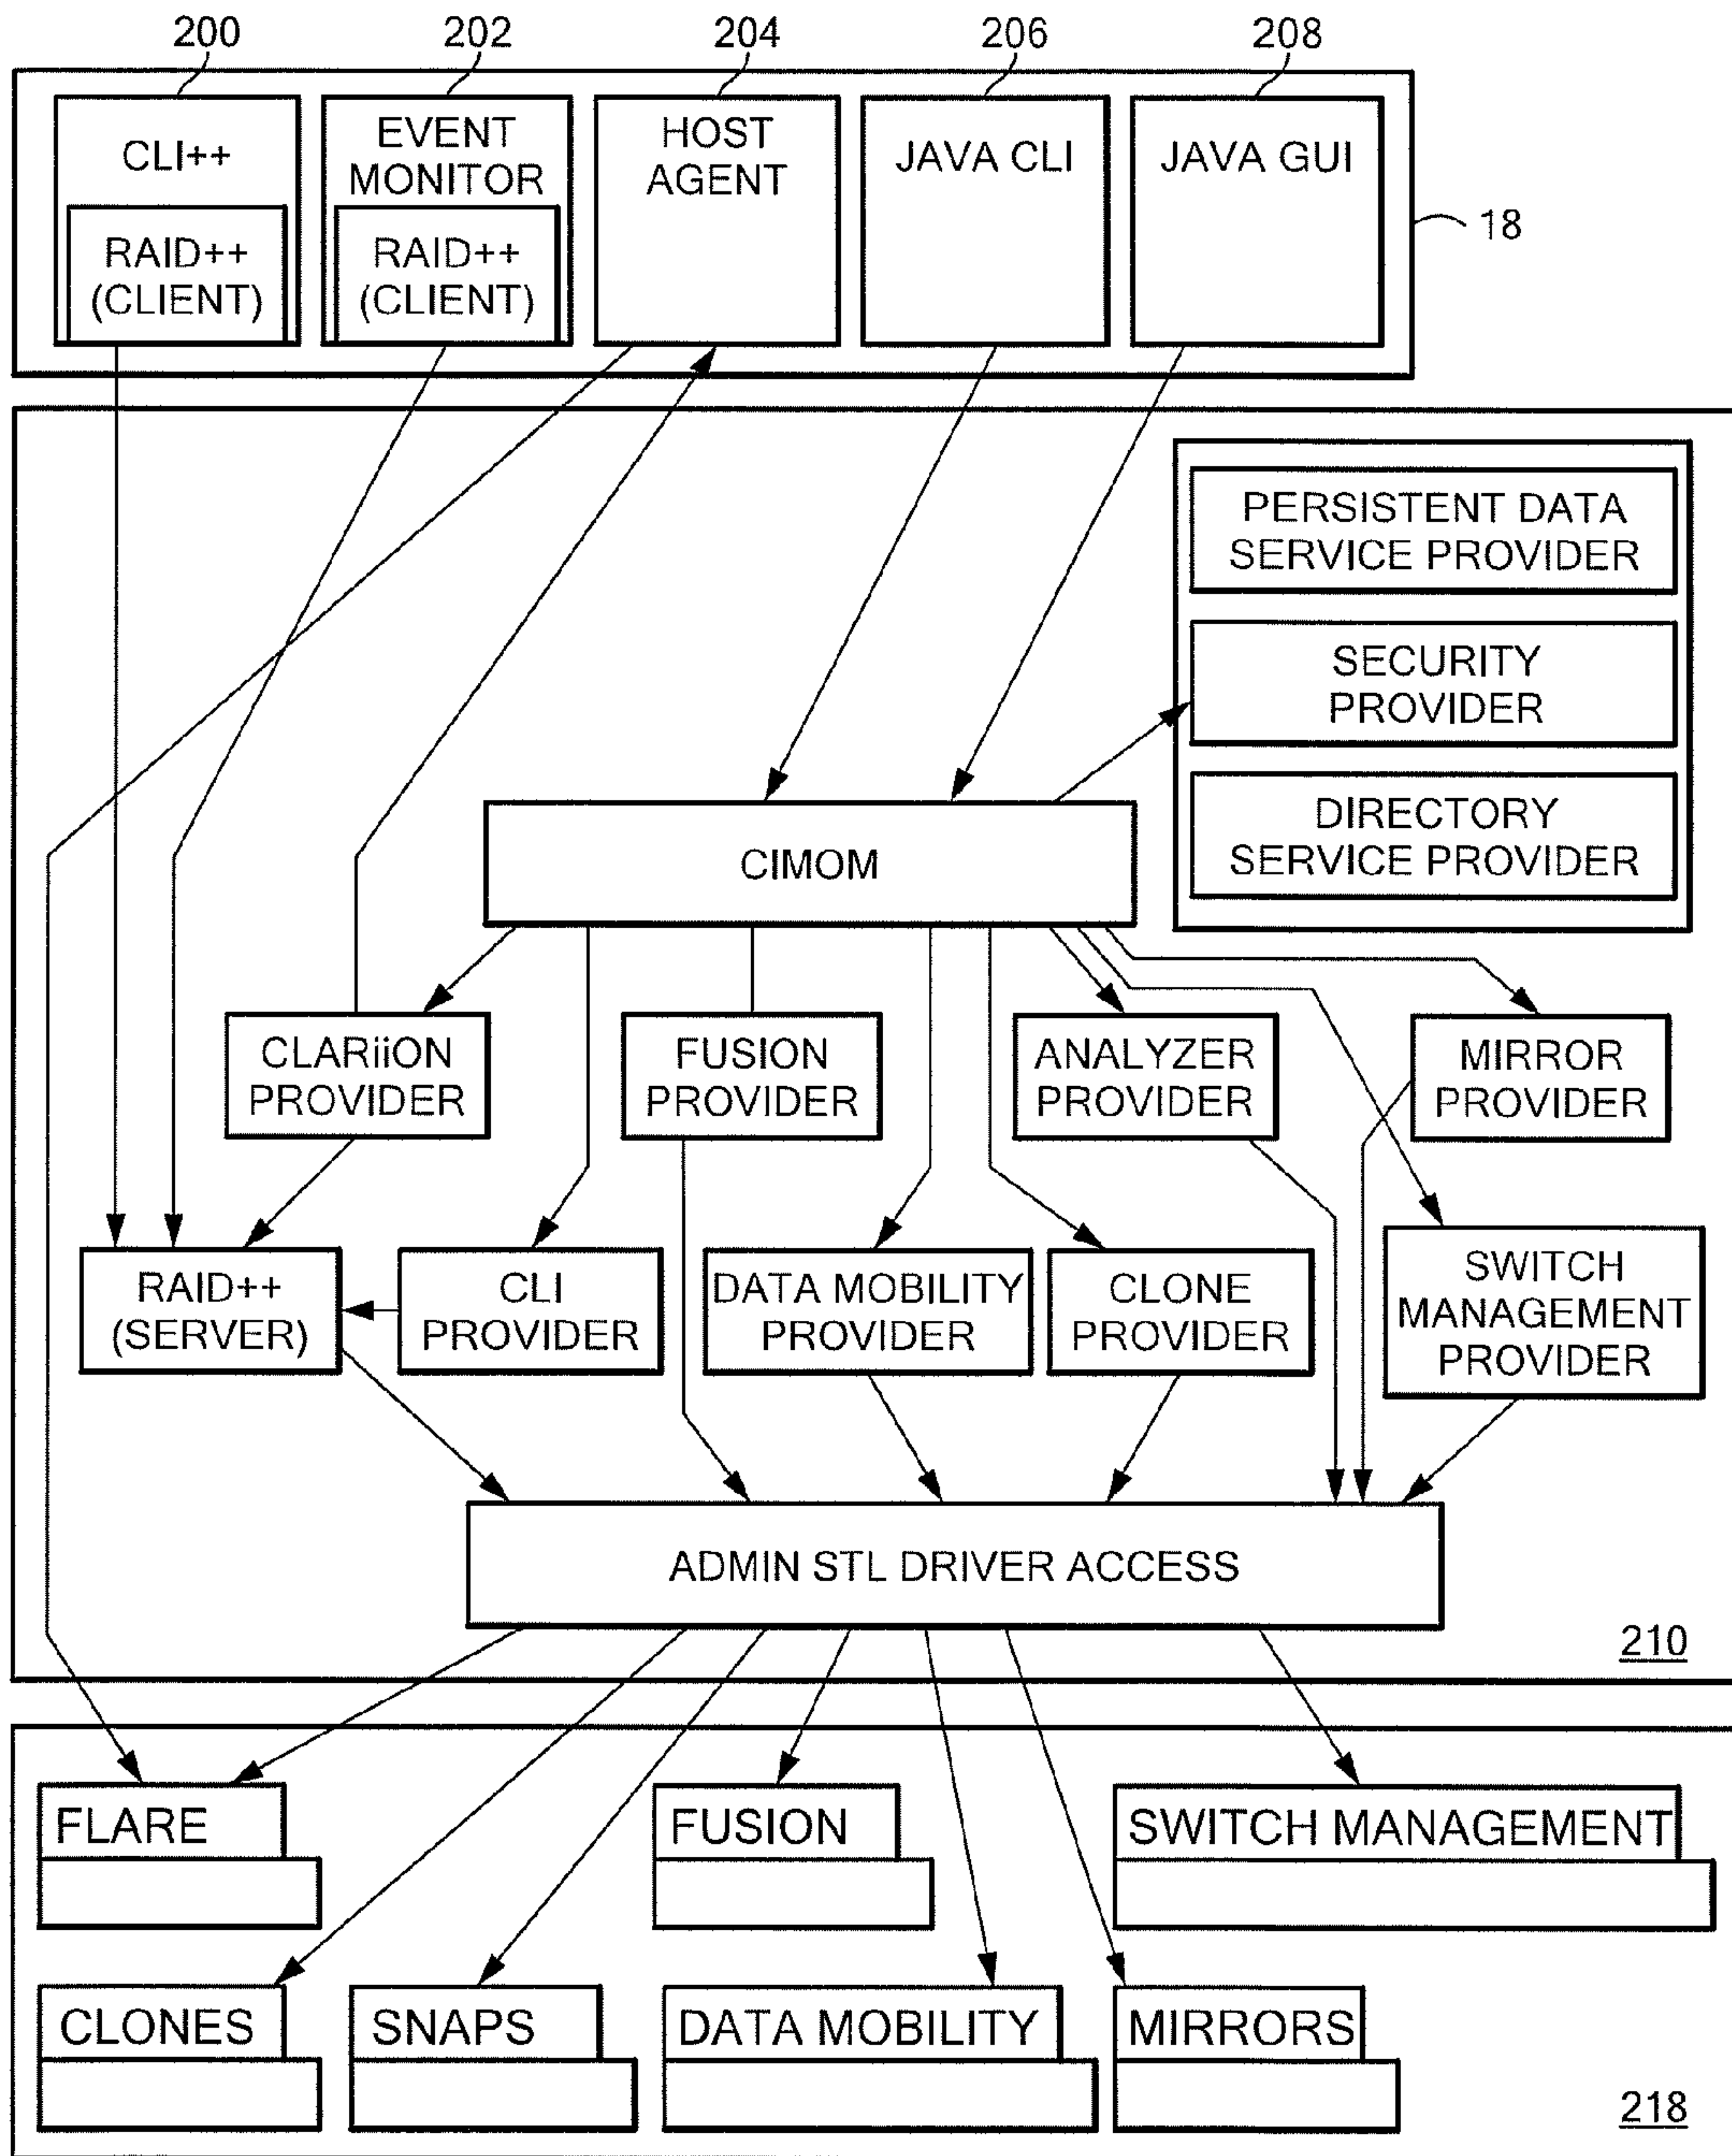 200
202
204
206
208
CLI++
RAID++
(CLIENT)
EVENT
MONITOR
RAID++
(CLIENT)
HOST
AGENT
JAVA CLI
JAVA GUI
18
PERSISTENT DATA
SERVICE PROVIDER
SECURITY
PROVIDER
DIRECTORY
SERVICE PROVIDER
CIMOM
CLARiiON
PROVIDER
FUSION
PROVIDER
ANALYZER
PROVIDER
MIRROR
PROVIDER
RAID++
(SERVER)
CLI
PROVIDER
DATA MOBILITY
PROVIDER
CLONE
PROVIDER
SWITCH
MANAGEMENT
PROVIDER
ADMIN STL DRIVER ACCESS
210
FLARE
FUSION
SWITCH MANAGEMENT
CLONES
SNAPS
DATA MOBILITY
MIRRORS
218